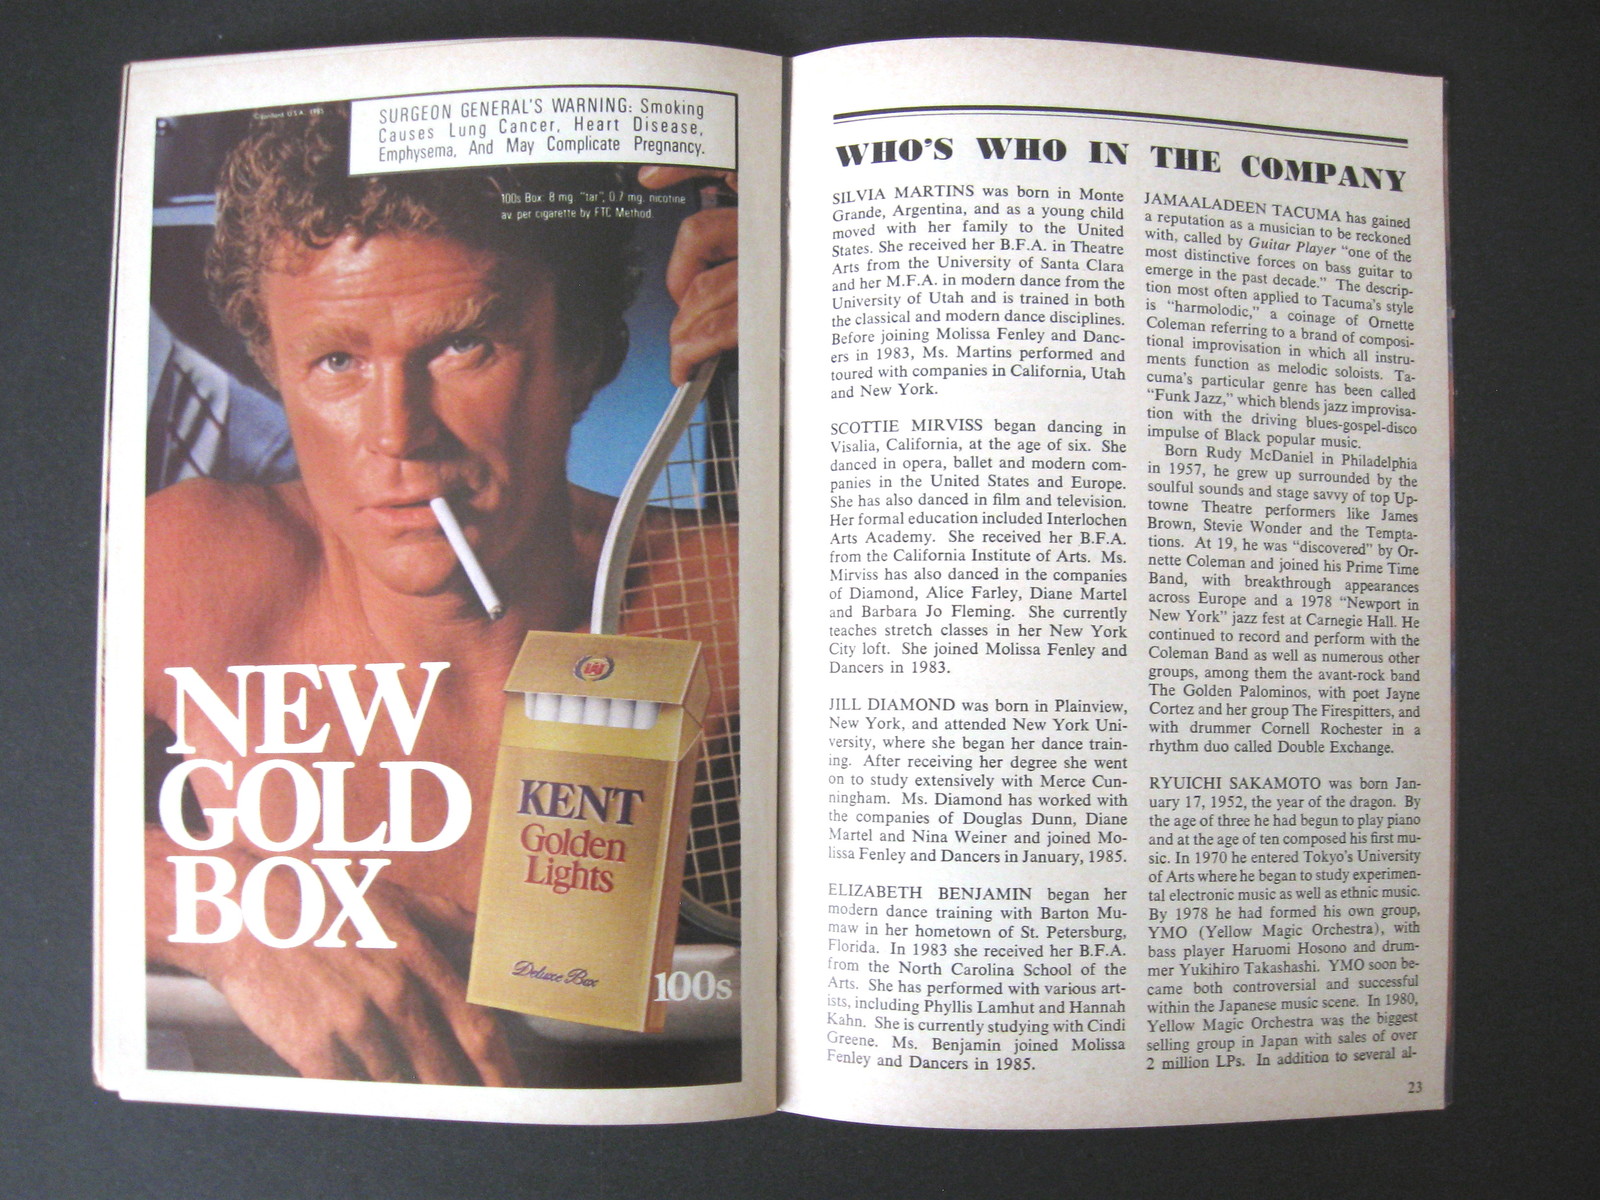 ©Lorillard U.S.A. 1985
SURGEON GENERAL'S WARNING: Smoking
Causes Lung Cancer, Heart Disease,
Emphysema, And May Complicate Pregnancy.
100s Box: 8 mg. "tar", 0.7 mg. nicotine
av. per cigarette by FTC Method.
NEW
GOLD
BOX
KENT
Golden
Lights
Deluxe Box
100s
WHO'S WHO IN THE COMPANY
SILVIA MARTINS was born in Monte
Grande, Argentina, and as a young child
moved with her family to the United
States. She received her B.F.A. in Theatre
Arts from the University of Santa Clara
and her M.F.A. in modern dance from the
University of Utah and is trained in both
the classical and modern dance disciplines.
Before joining Molissa Fenley and Danc-
ers in 1983, Ms. Martins performed and
toured with companies in California, Utah
and New York.
SCOTTIE MIRVISS began dancing in
Visalia, California, at the age of six. She
danced in opera, ballet and modern com-
panies in the United States and Europe.
She has also danced in film and television.
Her formal education included Interlochen
Arts Academy. She received her B.F.A.
from the California Institute of Arts. Ms.
Mirviss has also danced in the companies
of Diamond, Alice Farley, Diane Martel
and Barbara Jo Fleming. She currently
teaches stretch classes in her New York
City loft. She joined Molissa Fenley and
Dancers in 1983.
JILL DIAMOND was born in Plainview,
New York, and attended New York Uni-
versity, where she began her dance train-
ing. After receiving her degree she went
on to study extensively with Merce Cun-
ningham. Ms. Diamond has worked with
the companies of Douglas Dunn, Diane
Martel and Nina Weiner and joined Mo-
lissa Fenley and Dancers in January, 1985.
ELIZABETH BENJAMIN began her
modern dance training with Barton Mu-
maw in her hometown of St. Petersburg,
Florida. In 1983 she received her B.F.A.
from the North Carolina School of the
Arts. She has performed with various art-
ists, including Phyllis Lamhut and Hannah
Kahn. She is currently studying with Cindi
Greene. Ms. Benjamin joined Molissa
Fenley and Dancers in 1985.
JAMAALADEEN TACUMA has gained
a reputation as a musician to be reckoned
with, called by Guitar Player "one of the
most distinctive forces on bass guitar to
emerge in the past decade." The descrip-
tion most often applied to Tacuma's style
is "harmolodic," a coinage of Ornette
Coleman referring to a brand of composi-
tional improvisation in which all instru-
ments function as melodic soloists. Ta-
cuma's particular genre has been called
"Funk Jazz," which blends jazz improvisa-
tion with the driving blues-gospel-disco
impulse of Black popular music.
Born Rudy McDaniel in Philadelphia
in 1957, he grew up surrounded by the
soulful sounds and stage savvy of top Up-
towne Theatre performers like James
Brown, Stevie Wonder and the Tempta-
tions. At 19, he was "discovered" by Or-
nette Coleman and joined his Prime Time
Band, with breakthrough appearances
across Europe and a 1978 "Newport in
New York" jazz fest at Carnegie Hall. He
continued to record and perform with the
Coleman Band as well as numerous other
groups, among them the avant-rock band
The Golden Palominos, with poet Jayne
Cortez and her group The Firespitters, and
with drummer Cornell Rochester in a
rhythm duo called Double Exchange.
RYUICHI SAKAMOTO was born Jan-
uary 17, 1952, the year of the dragon. By
the age of three he had begun to play piano
and at the age of ten composed his first mu-
sic. In 1970 he entered Tokyo's University
of Arts where he began to study experimen-
tal electronic music as well as ethnic music.
By 1978 he had formed his own group,
YMO (Yellow Magic Orchestra), with
bass player Haruomi Hosono and drum-
mer Yukihiro Takashashi. YMO soon be-
came both controversial and successful
within the Japanese music scene. In 1980,
Yellow Magic Orchestra was the biggest
selling group in Japan with sales of over
2 million LPs. In addition to several al-
23